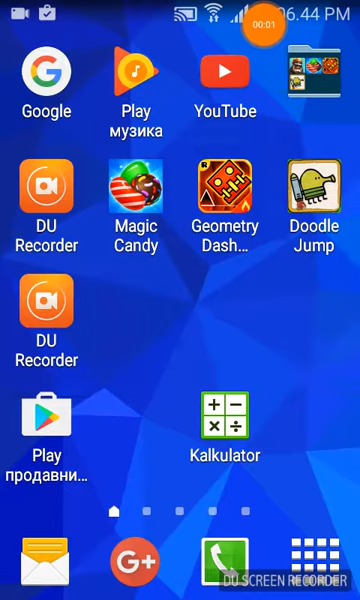 00:01
06.44 PM
Google
Play
музика
YouTube
DU
Recorder
Magic
Candy
Geometry
Dash...
Doodle
Jump
DU
Recorder
Play
продавни...
Kalkulator
G+
DU SCREEN RECORDER